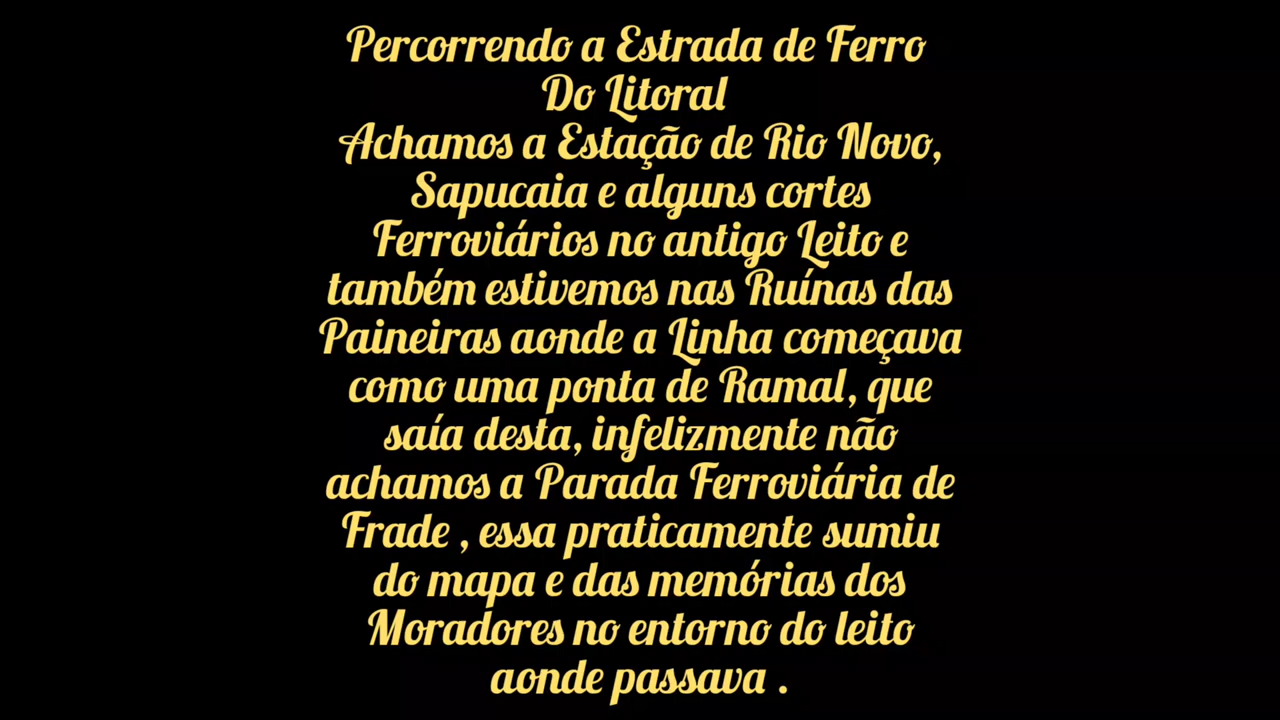 Percorrendo a Estrada de Ferro
Do Litoral
Achamos a Estação de Rio Novo,
Sapucaia e alguns cortes
Ferroviários no antigo Leito e
também estivemos nas Ruínas das
Paineiras aonde a Linha começava
como uma ponta de Ramal, que
saía desta, infelizmente não
achamos a Parada Ferroviária de
Frade , essa praticamente sumiu
do mapa e das memórias dos
Moradores no entorno do leito
aonde passava .